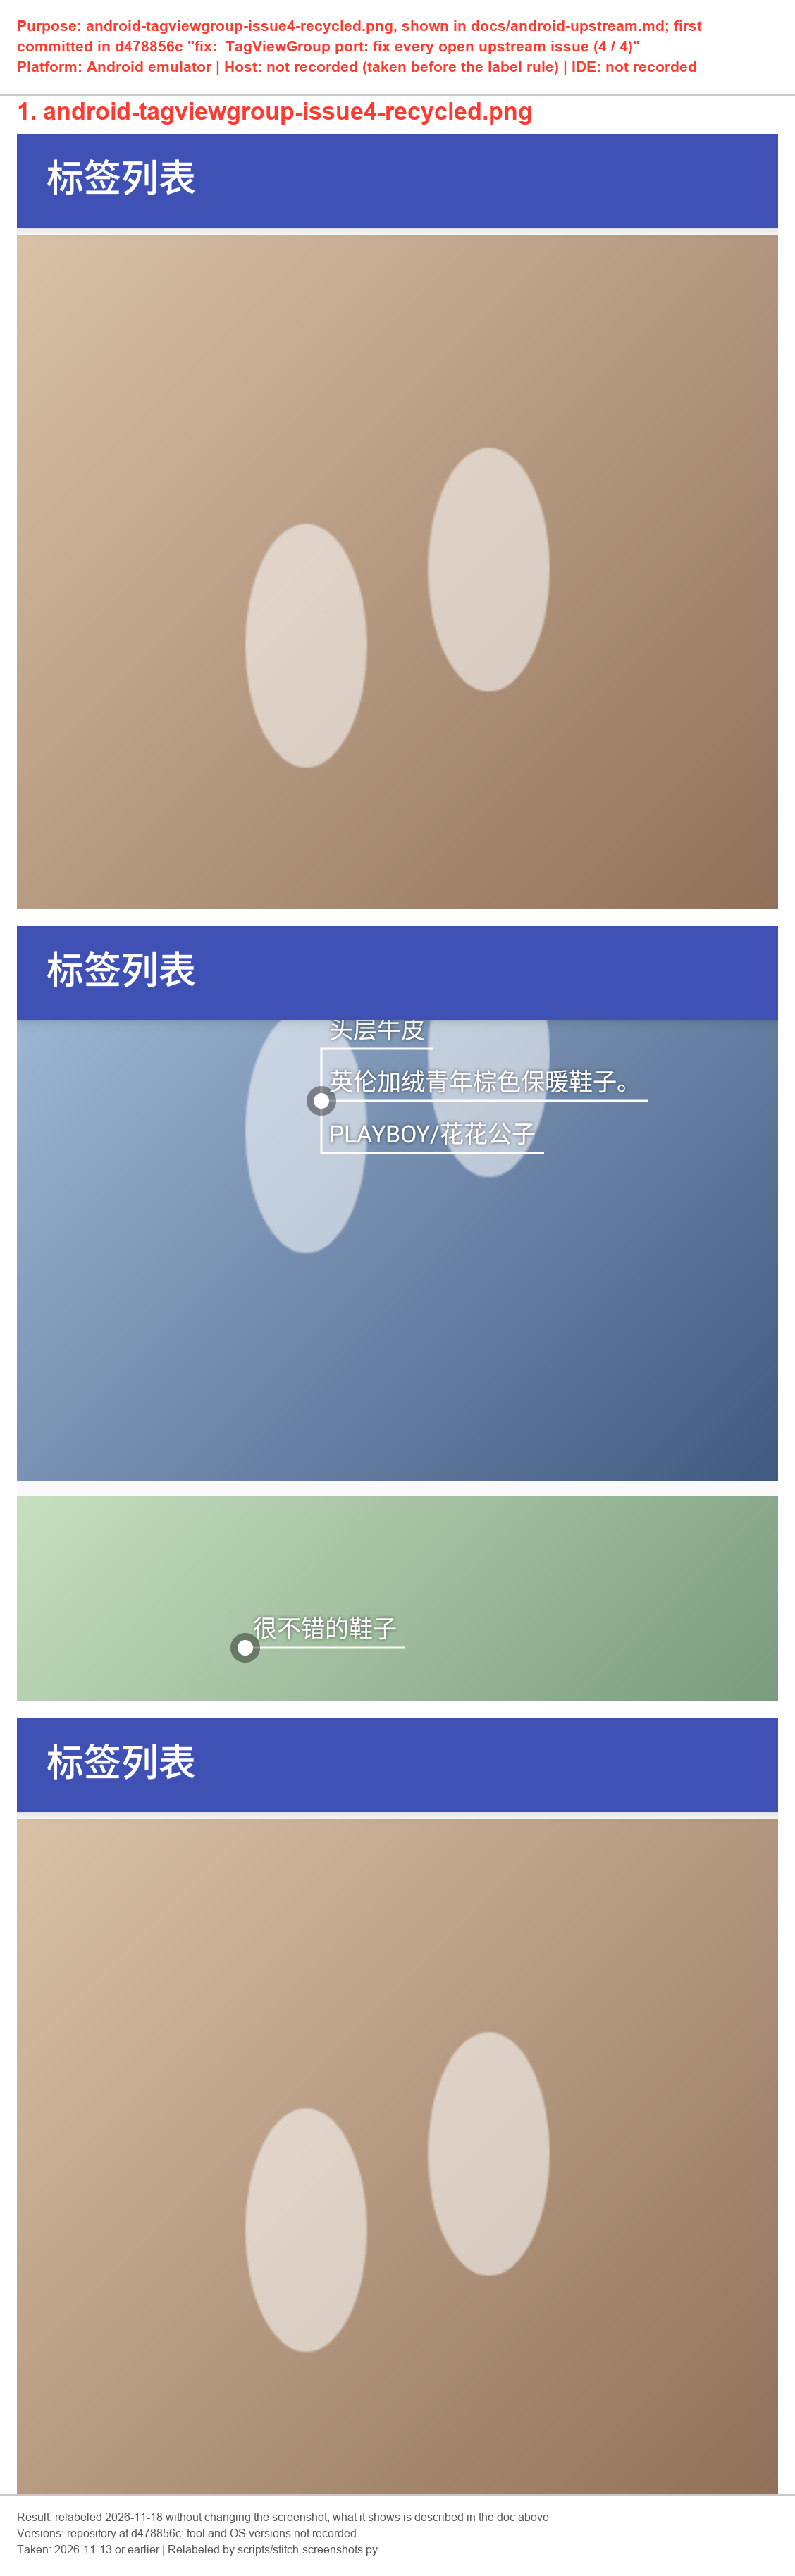 Purpose: android-tagviewgroup-issue4-recycled.png, shown in docs/android-upstream.md; first
committed in d478856c "fix:  TagViewGroup port: fix every open upstream issue (4 / 4)"
Platform: Android emulator | Host: not recorded (taken before the label rule) | IDE: not recorded
1. android-tagviewgroup-issue4-recycled.png
标签列表
标签列表
头层牛皮
英伦加绒青年棕色保暖鞋子。
PLAYBOY/花花公子
很不错的鞋子
标签列表
Result: relabeled 2026-11-18 without changing the screenshot; what it shows is described in the doc above
Versions: repository at d478856c; tool and OS versions not recorded
Taken: 2026-11-13 or earlier | Relabeled by scripts/stitch-screenshots.py